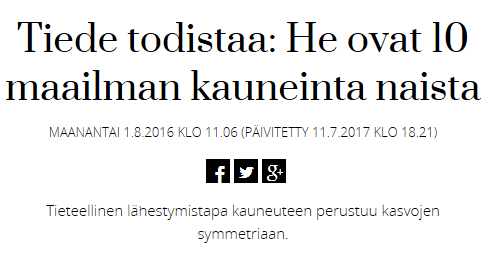 Tiede todistaa: He ovat 10
maailman kauneinta naista
MAANANTAI 1.8.2016 KLO 11.06 (PÄIVITETTY 11.7.2017 KLO 18.21)
f g+
Tieteellinen lähestymistapa kauneuteen perustuu kasvojen
symmetriaan.